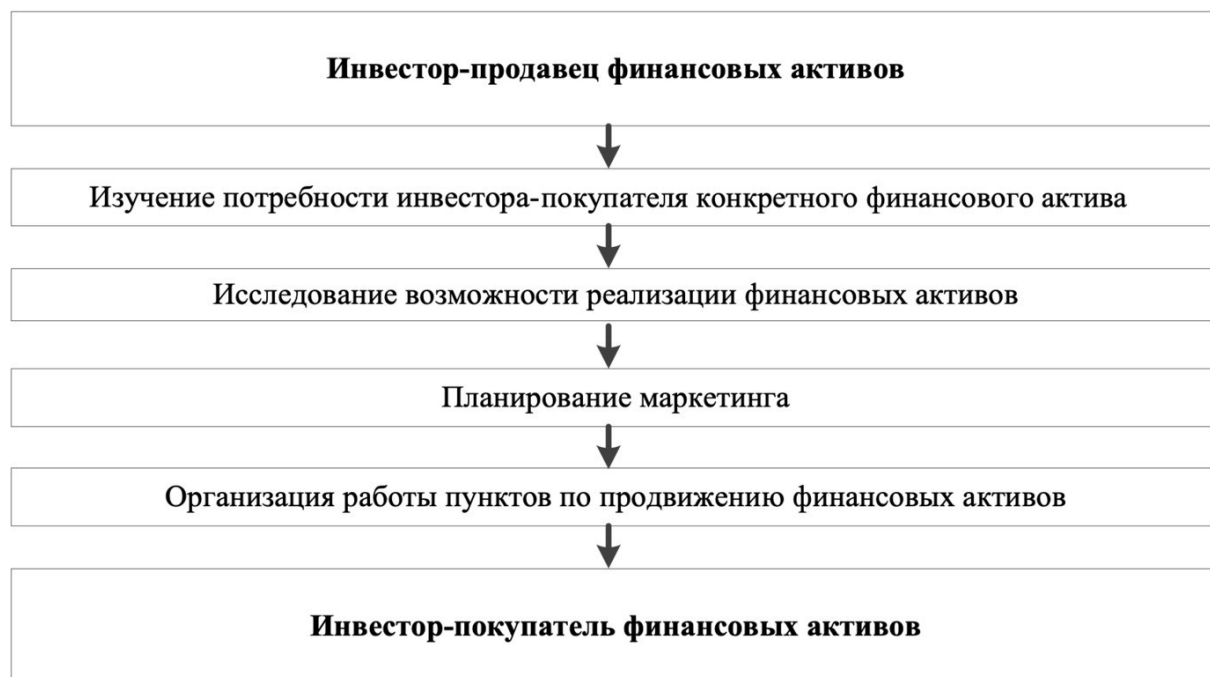 Инвестор-продавец финансовых активов
Изучение потребности инвестора-покупателя конкретного финансового актива
Исследование возможности реализации финансовых активов
Планирование маркетинга
Организация работы пунктов по продвижению финансовых активов
Инвестор-покупатель финансовых активов